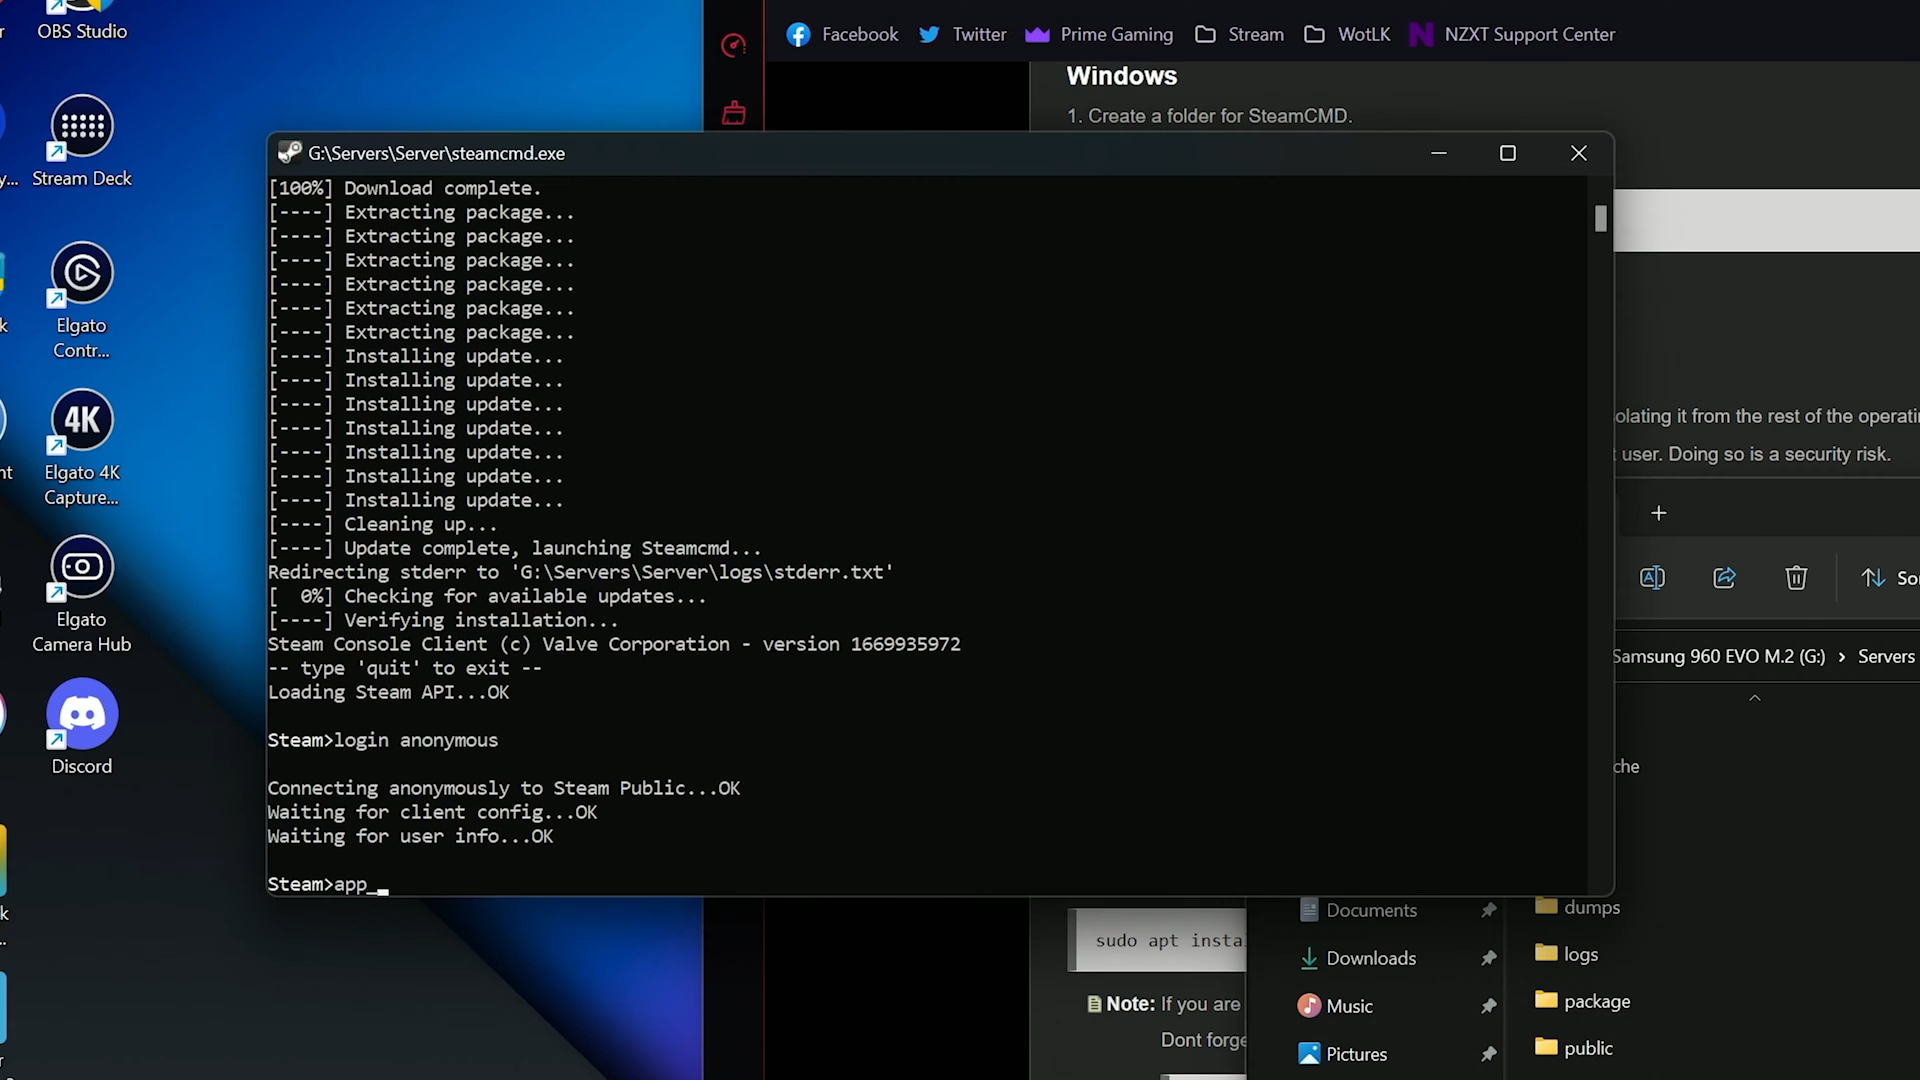 OBS Studio
Stream Deck
Elgato
Contr...
4K
Elgato 4K
Capture...
Elgato
Camera Hub
Discord
Facebook
Twitter
Prime Gaming
Stream
WotLK
NZXT Support Center
Windows
1. Create a folder for SteamCMD.
G:\Servers\Server\steamcmd.exe
[100%] Download complete.
[----] Extracting package...
[----] Extracting package...
[----] Extracting package...
[----] Extracting package...
[----] Extracting package...
[----] Extracting package...
[----] Installing update...
[----] Installing update...
[----] Installing update...
[----] Installing update...
[----] Installing update...
[----] Installing update...
[----] Installing update...
[----] Cleaning up...
[----] Update complete, launching Steamcmd...
Redirecting stderr to 'G:\Servers\Server\logs\stderr.txt'
[  0%] Checking for available updates...
[----] Verifying installation...
Steam Console Client (c) Valve Corporation - version 1669935972
-- type 'quit' to exit --
Loading Steam API...OK
Steam>login anonymous
Connecting anonymously to Steam Public...OK
Waiting for client config...OK
Waiting for user info...OK
Steam>app_
olating it from the rest of the operatin
user. Doing so is a security risk.
So
Samsung 960 EVO M.2 (G:) › Servers
che
sudo apt insta
Note: If you are
Dont forge
Documents
Downloads
Music
Pictures
dumps
logs
package
public